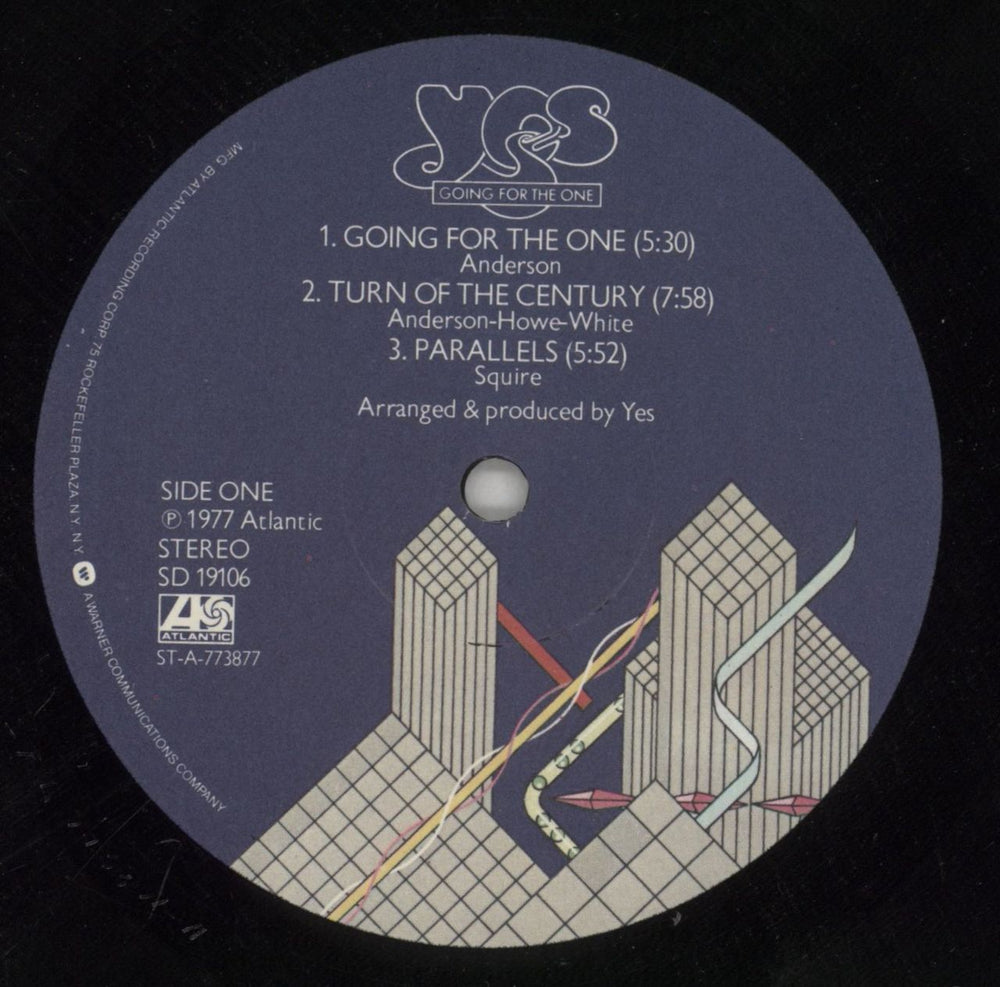 yes
GOING FOR THE ONE
1. GOING FOR THE ONE (5:30)
Anderson
2. TURN OF THE CENTURY (7:58)
Anderson-Howe-White
3. PARALLELS (5:52)
Squire
Arranged & produced by Yes
SIDE ONE
℗ 1977 Atlantic
STEREO
SD 19106
ATLANTIC
ST-A-773877
MFG BY ATLANTIC RECORDING CORP 75 ROCKEFELLER PLAZA. N.Y. N.Y. W A WARNER COMMUNICATIONS COMPANY